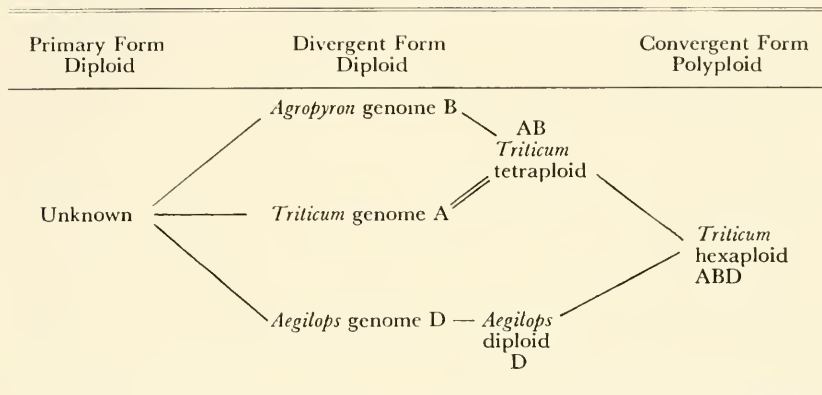 Primary Form
Diploid
Divergent Form
Diploid
Convergent Form
Polyploid
Agropyron genome B
AB
Triticum
tetraploid
Unknown
Triticum genome A
Triticum
hexaploid
ABD
Aegilops genome D — Aegilops
diploid
D